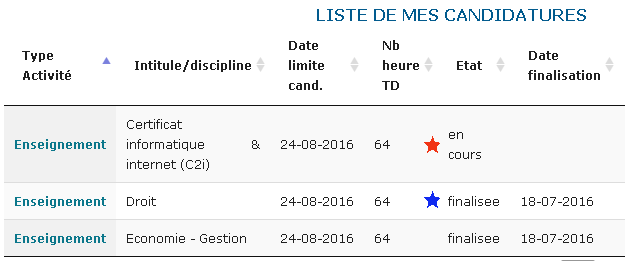 LISTE DE MES CANDIDATURES
Type Activité Intitule/discipline Date limite cand. Nb heure TD Etat Date finalisation
Enseignement Certificat informatique & internet (C2i) 24-08-2016 64 en cours
Enseignement Droit 24-08-2016 64 finalisee 18-07-2016
Enseignement Economie - Gestion 24-08-2016 64 finalisee 18-07-2016